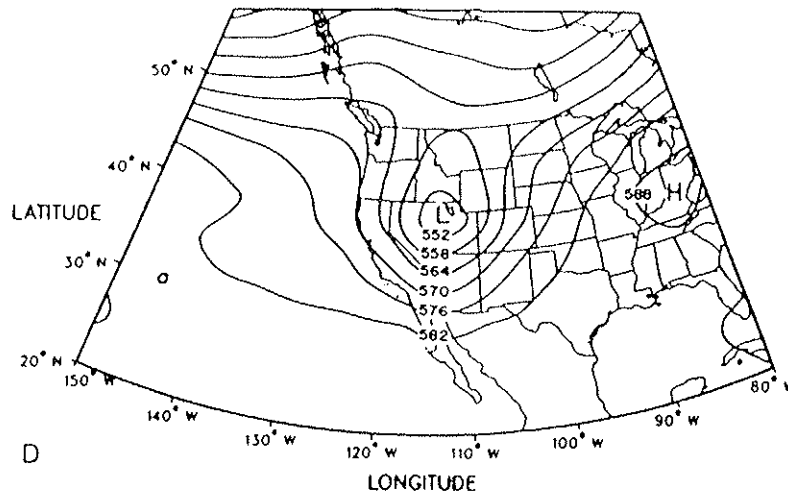 50° N
40° N
LATITUDE
30° N
20° N
150° W
140° W
130° W
120° W
110° W
100° W
90° W
80° W
L
552
558
564
570
576
582
588 H
D
LONGITUDE